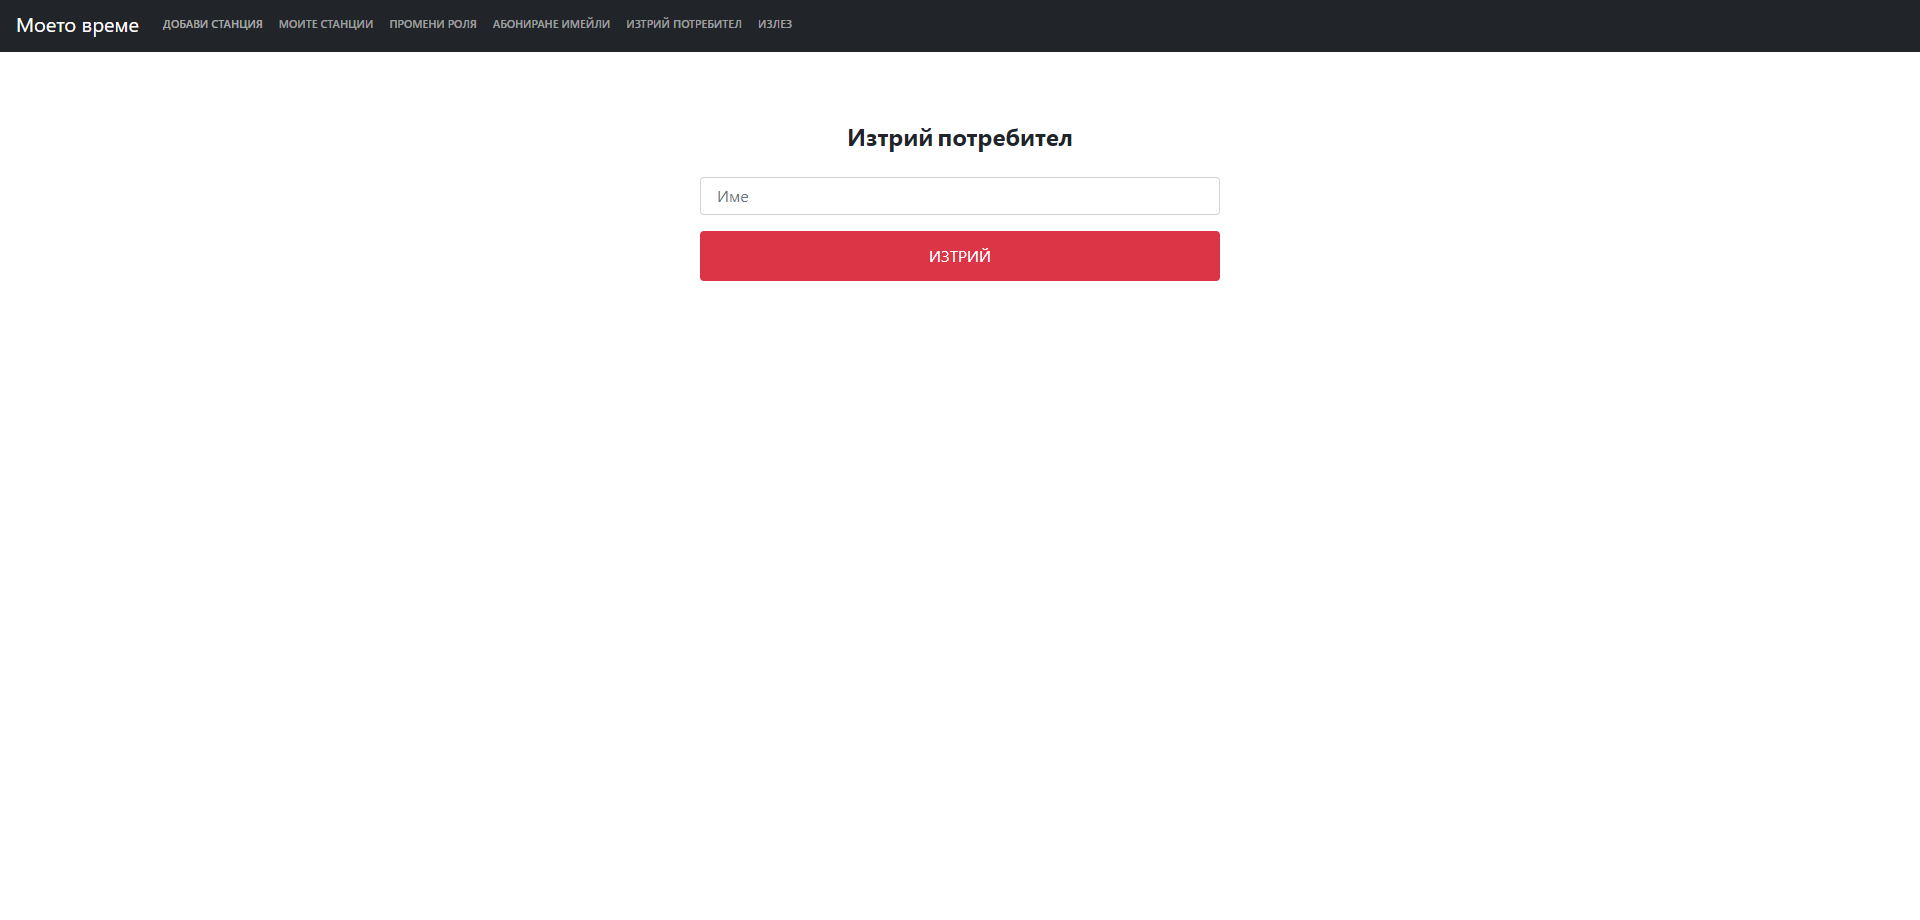 Моето време ДОБАВИ СТАНЦИЯ МОИТЕ СТАНЦИИ ПРОМЕНИ РОЛЯ АБОНИРАНЕ ИМЕЙЛИ ИЗТРИЙ ПОТРЕБИТЕЛ ИЗЛЕЗ
Изтрий потребител
Име
ИЗТРИЙ